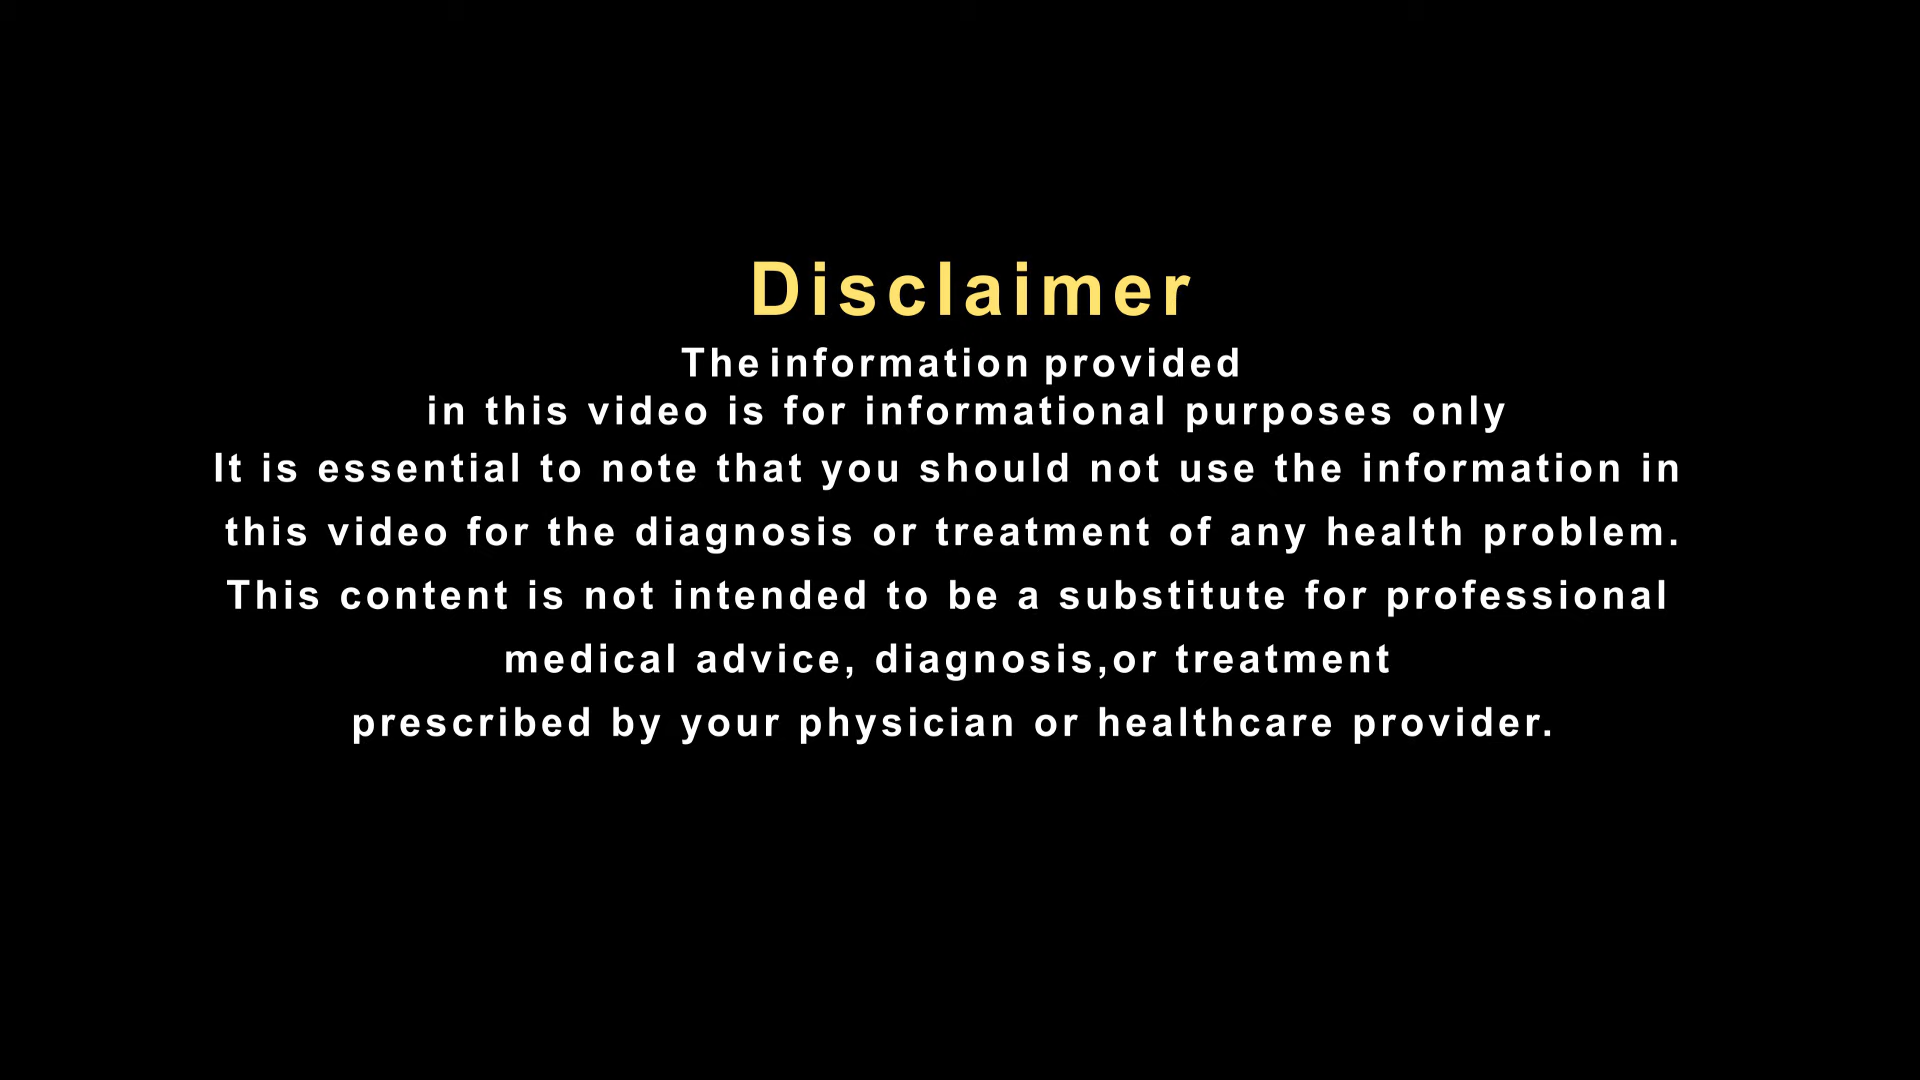 Disclaimer
The information provided
in this video is for informational purposes only
It is essential to note that you should not use the information in
this video for the diagnosis or treatment of any health problem.
This content is not intended to be a substitute for professional
medical advice, diagnosis,or treatment
prescribed by your physician or healthcare provider.